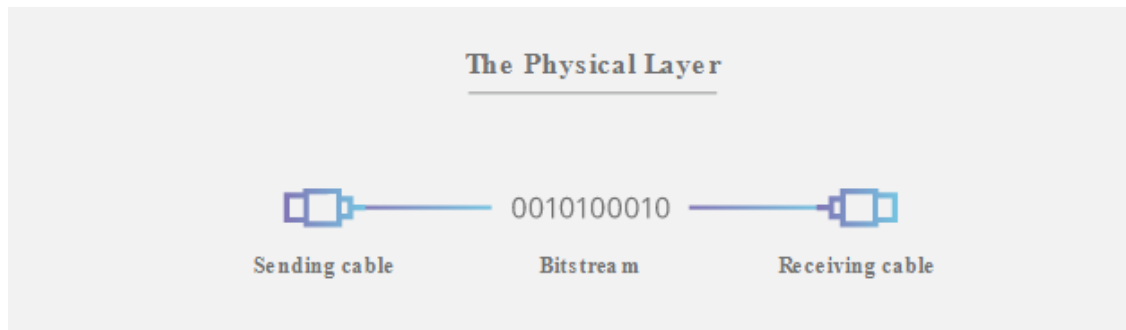 The Physical Layer
0010100010
Sending cable
Bitstream
Receiving cable